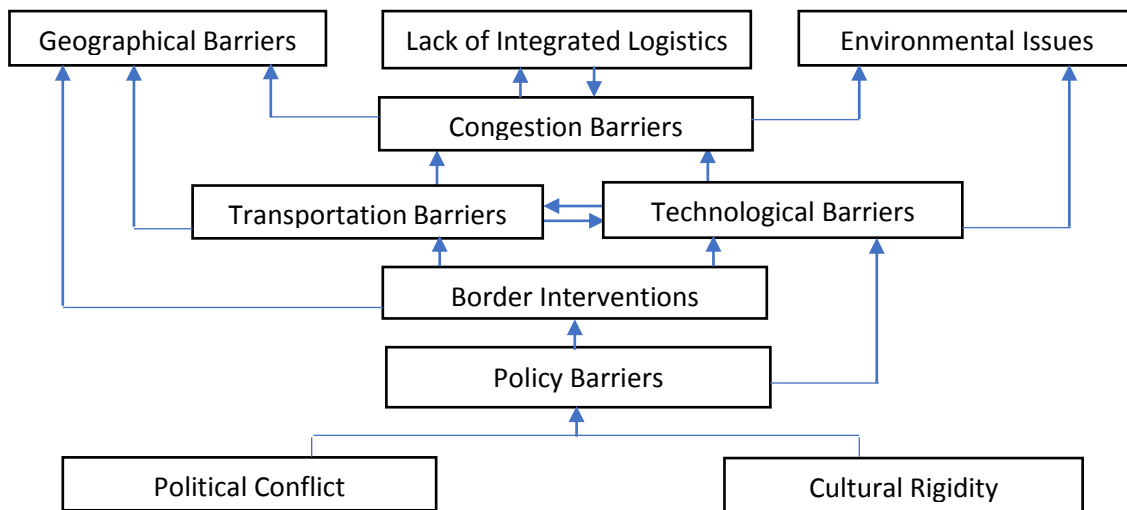 Geographical Barriers
Lack of Integrated Logistics
Environmental Issues
Congestion Barriers
Transportation Barriers
Technological Barriers
Border Interventions
Policy Barriers
Political Conflict
Cultural Rigidity